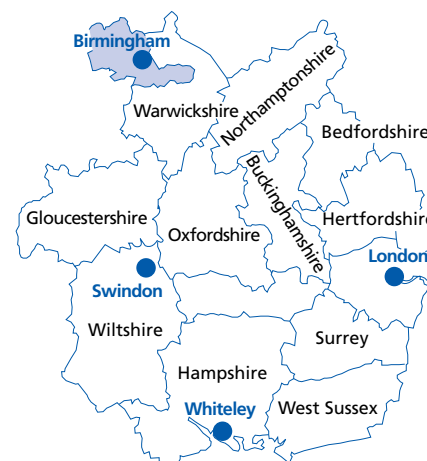 Birmingham
Northamptonshire
Warwickshire
Bedfordshire
Buckinghamshire
Gloucestershire
Hertfordshire
Oxfordshire
London
Swindon
Wiltshire
Surrey
Hampshire
Whiteley
West Sussex